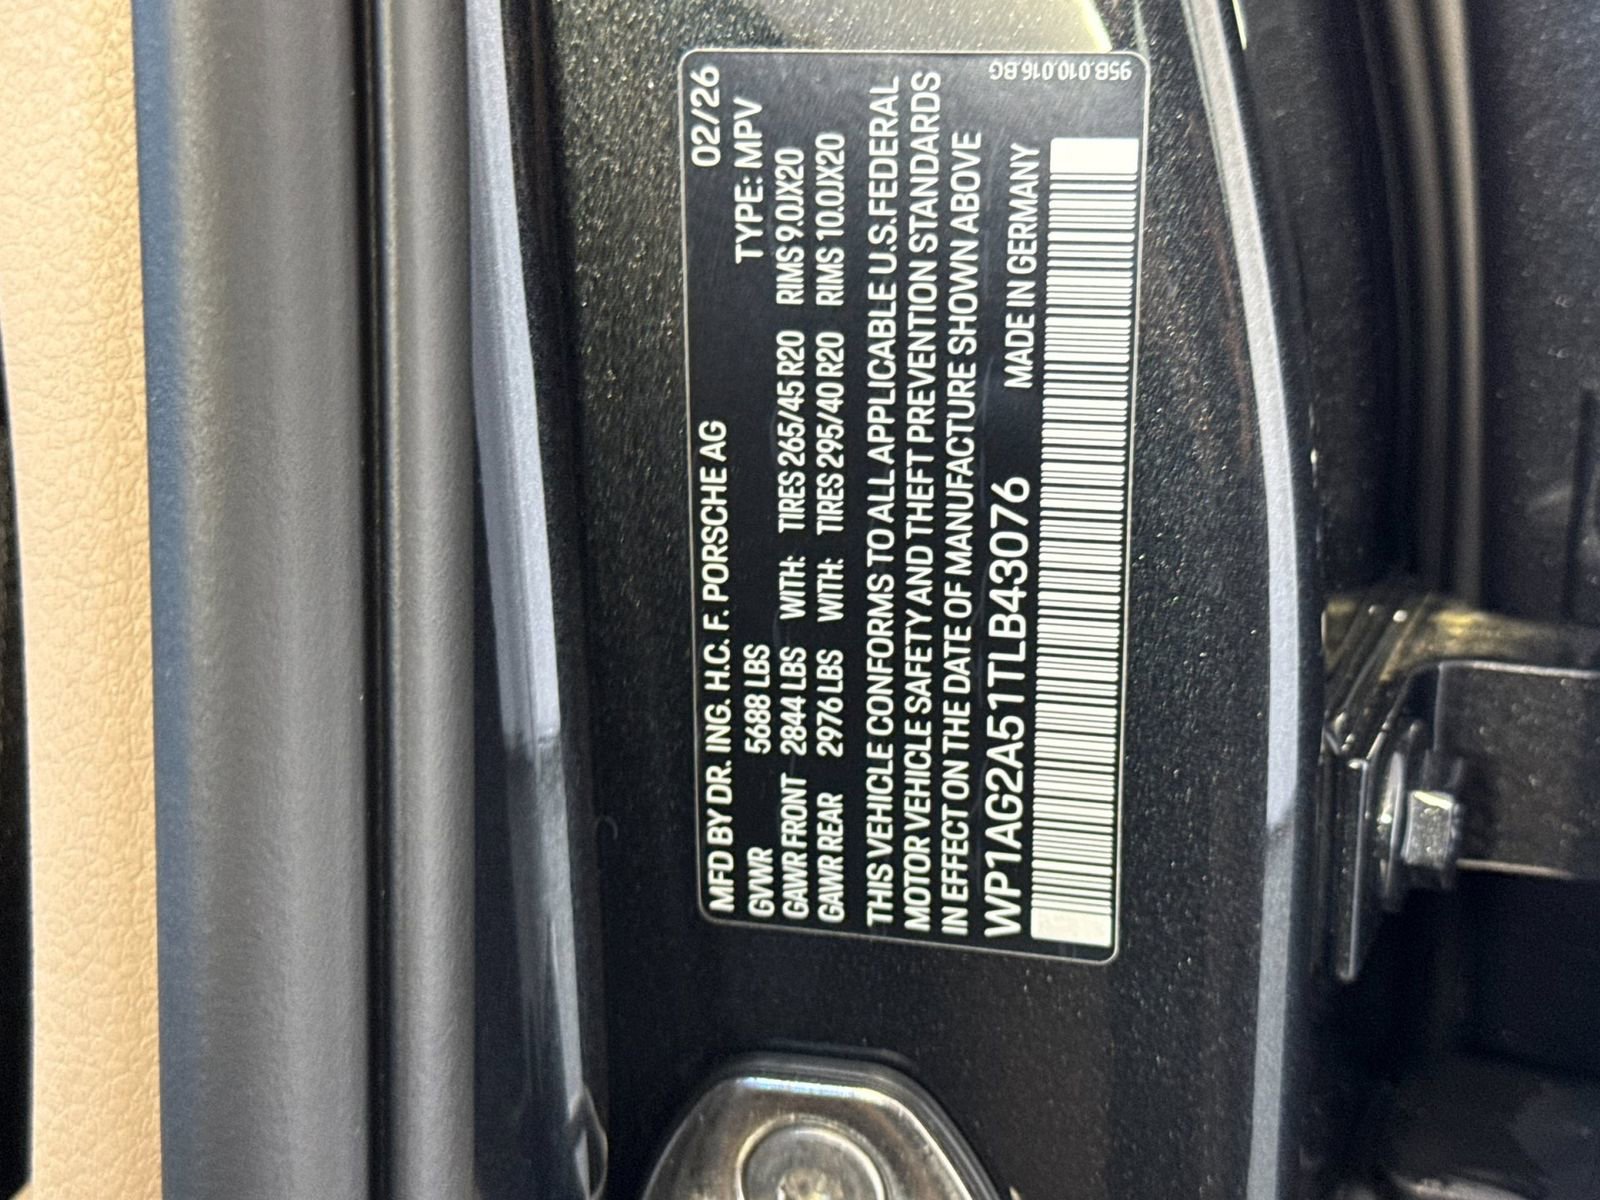 02/26
MFD BY DR. ING. H.C. F. PORSCHE AG
TYPE: MPV
GVWR 5688 LBS
GAWR FRONT 2844 LBS WITH: TIRES 265/45 R20 RIMS 9.0JX20
GAWR REAR 2976 LBS WITH: TIRES 295/40 R20 RIMS 10.0JX20
THIS VEHICLE CONFORMS TO ALL APPLICABLE U.S. FEDERAL
MOTOR VEHICLE SAFETY AND THEFT PREVENTION STANDARDS
IN EFFECT ON THE DATE OF MANUFACTURE SHOWN ABOVE
WP1AG2A51TLB43076 MADE IN GERMANY
95B.010.016.BG